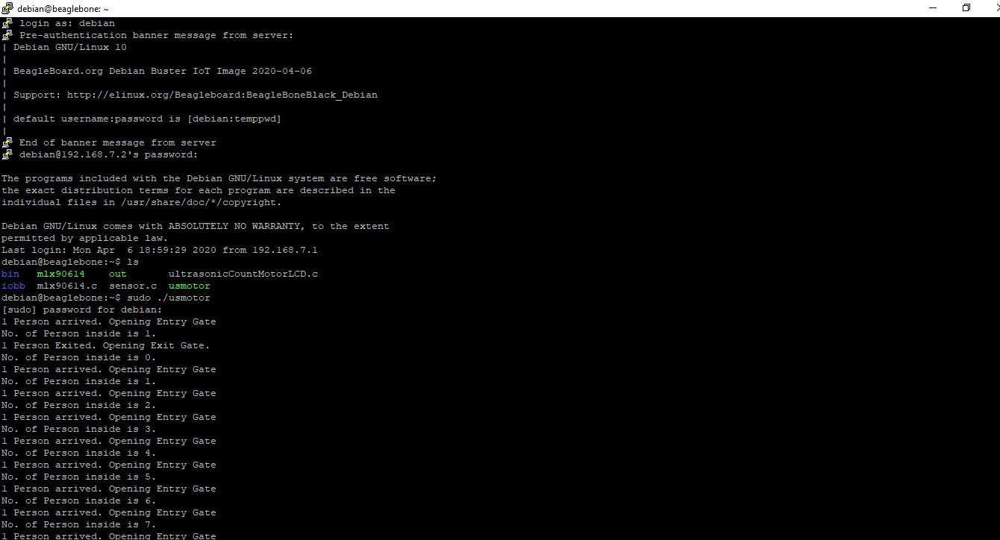 debian@beaglebone: ~
login as: debian
Pre-authentication banner message from server:
| Debian GNU/Linux 10
|
| BeagleBoard.org Debian Buster IoT Image 2020-04-06
|
| Support: http://elinux.org/Beagleboard:BeagleBoneBlack_Debian
|
| default username:password is [debian:temppwd]
|
End of banner message from server
debian@192.168.7.2's password:
The programs included with the Debian GNU/Linux system are free software;
the exact distribution terms for each program are described in the
individual files in /usr/share/doc/*/copyright.
Debian GNU/Linux comes with ABSOLUTELY NO WARRANTY, to the extent
permitted by applicable law.
Last login: Mon Apr  6 18:59:29 2020 from 192.168.7.1
debian@beaglebone:~$ ls
bin   mlx90614    out       ultrasonicCountMotorLCD.c
iobb  mlx90614.c  sensor.c  usmotor
debian@beaglebone:~$ sudo ./usmotor
[sudo] password for debian:
1 Person arrived. Opening Entry Gate
No. of Person inside is 1.
1 Person Exited. Opening Exit Gate.
No. of Person inside is 0.
1 Person arrived. Opening Entry Gate
No. of Person inside is 1.
1 Person arrived. Opening Entry Gate
No. of Person inside is 2.
1 Person arrived. Opening Entry Gate
No. of Person inside is 3.
1 Person arrived. Opening Entry Gate
No. of Person inside is 4.
1 Person arrived. Opening Entry Gate
No. of Person inside is 5.
1 Person arrived. Opening Entry Gate
No. of Person inside is 6.
1 Person arrived. Opening Entry Gate
No. of Person inside is 7.
1 Person arrived. Opening Entry Gate